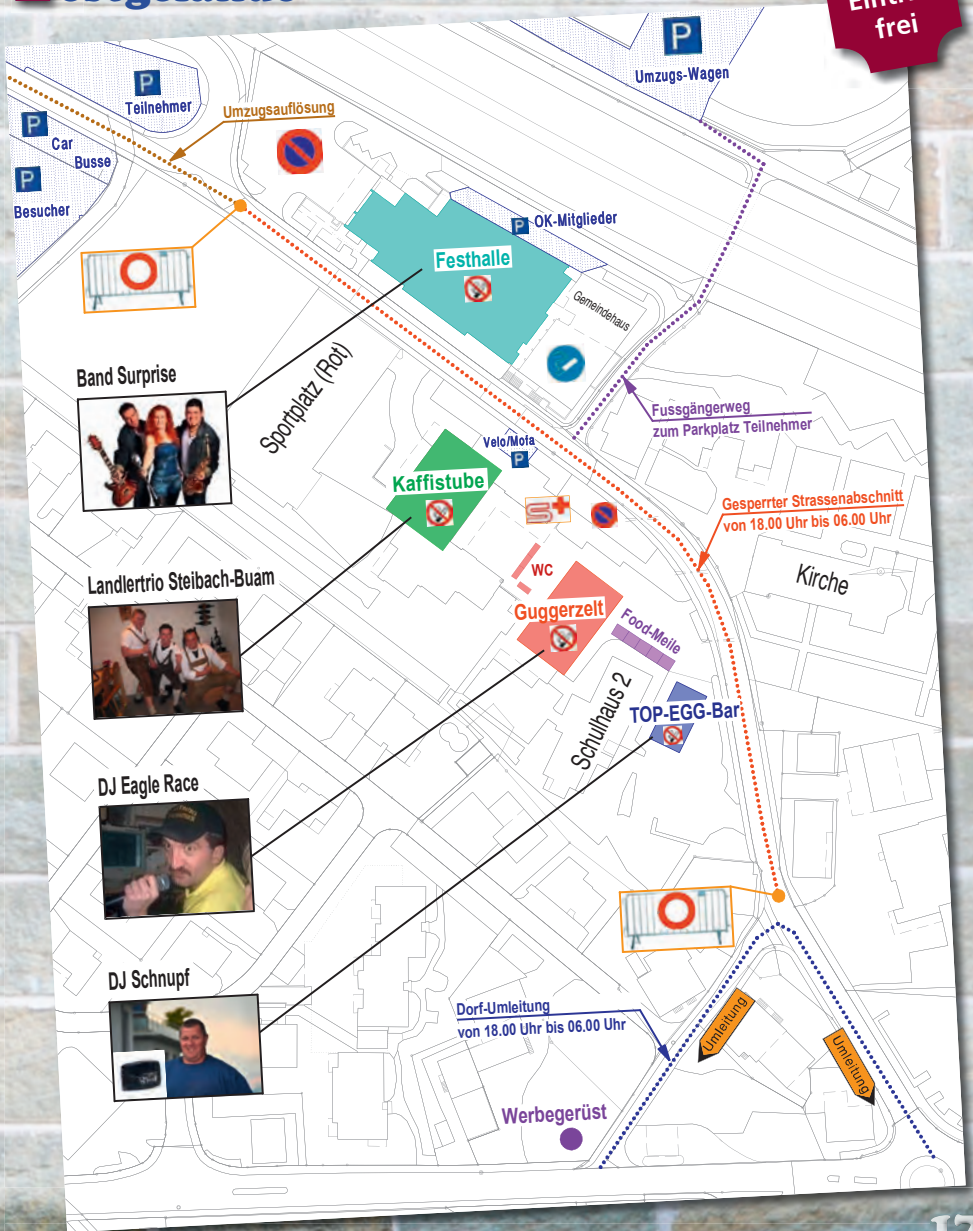 frei
P
Umzugs-Wagen
P
Teilnehmer
Umzugsauflösung
P
Car
Busse
P
Besucher
P OK-Mitglieder
Festhalle
Gemeindehaus
Band Surprise
Sportplatz (Rot)
Fussgängerweg
zum Parkplatz Teilnehmer
Velo/Mofa
P
Kaffistube
Gesperrter Strassenabschnitt
von 18.00 Uhr bis 06.00 Uhr
Kirche
WC
Landlertrio Steibach-Buam
Guggerzelt
Food-Meile
Schulhaus 2
TOP-EGG-Bar
DJ Eagle Race
DJ Schnupf
Dorf-Umleitung
von 18.00 Uhr bis 06.00 Uhr
Umleitung
Umleitung
Werbegerüst